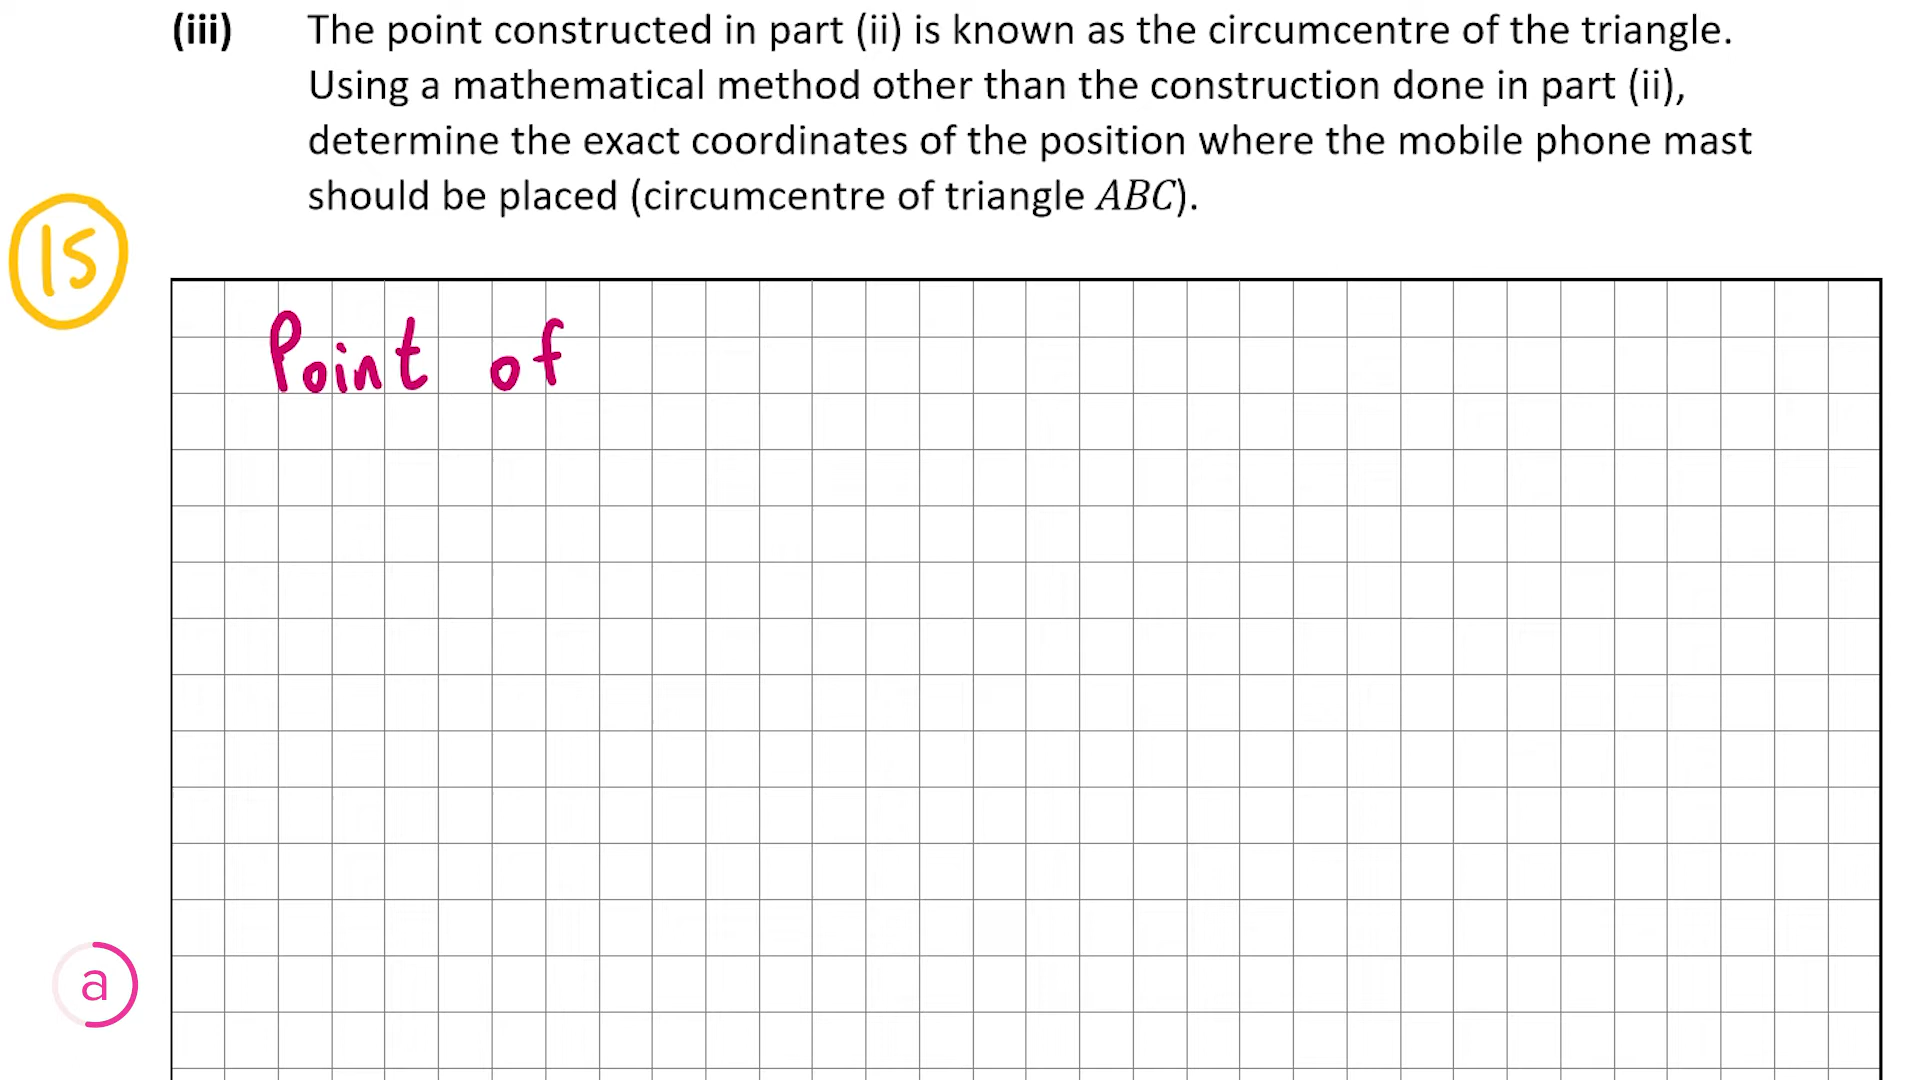 (iii) The point constructed in part (ii) is known as the circumcentre of the triangle.
Using a mathematical method other than the construction done in part (ii),
determine the exact coordinates of the position where the mobile phone mast
should be placed (circumcentre of triangle ABC).
15
Point of
a